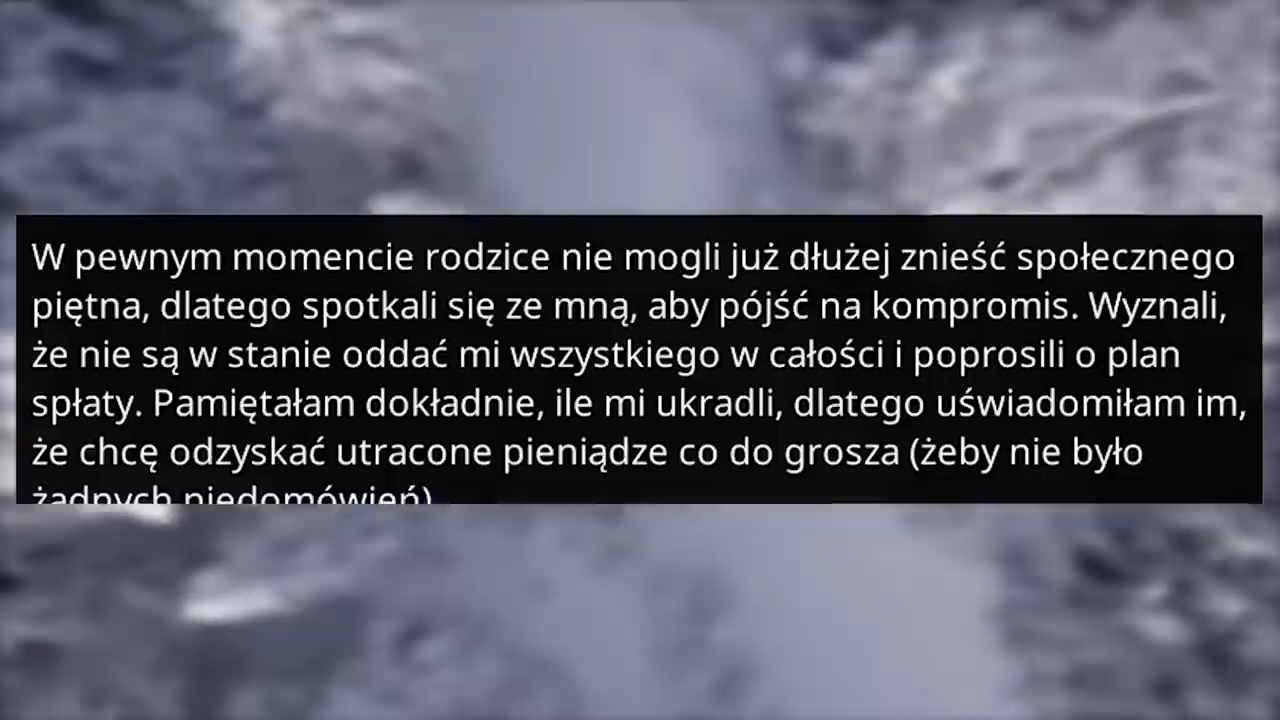 W pewnym momencie rodzice nie mogli już dłużej znieść społecznego
piętna, dlatego spotkali się ze mną, aby pójść na kompromis. Wyznali,
że nie są w stanie oddać mi wszystkiego w całości i poprosili o plan
spłaty. Pamiętałam dokładnie, ile mi ukradli, dlatego uświadomiłam im,
że chcę odzyskać utracone pieniądze co do grosza (żeby nie było
żadnych niedomówień)